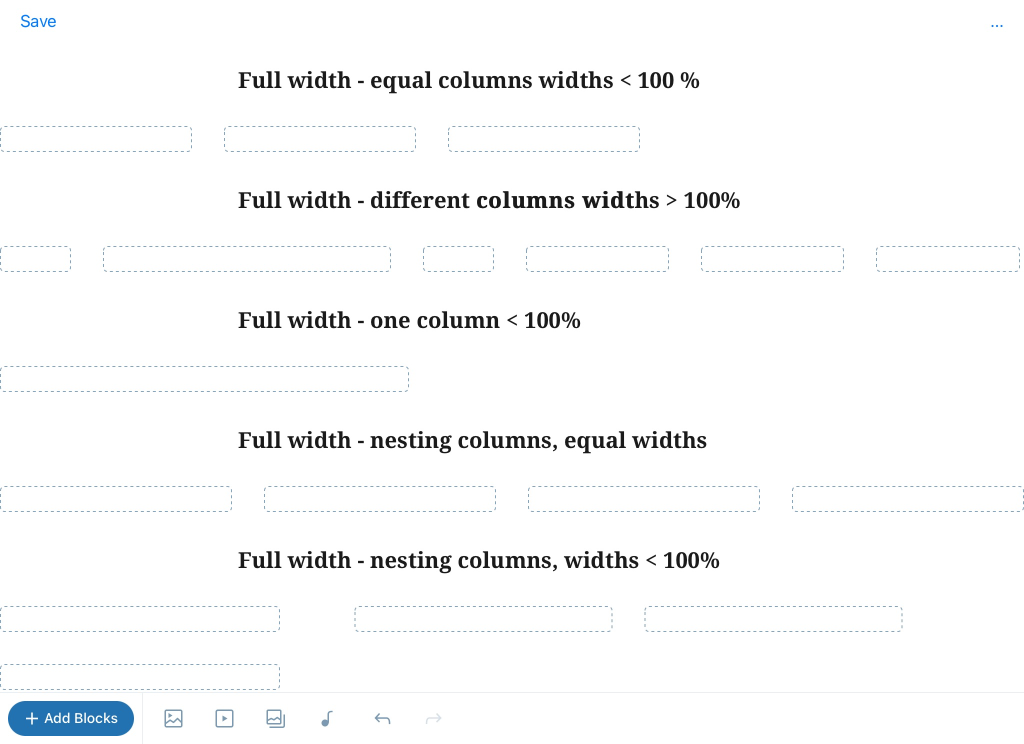 Save
...
Full width - equal columns widths < 100 %
Full width - different columns widths > 100%
Full width - one column < 100%
Full width - nesting columns, equal widths
Full width - nesting columns, widths < 100%
Add Blocks